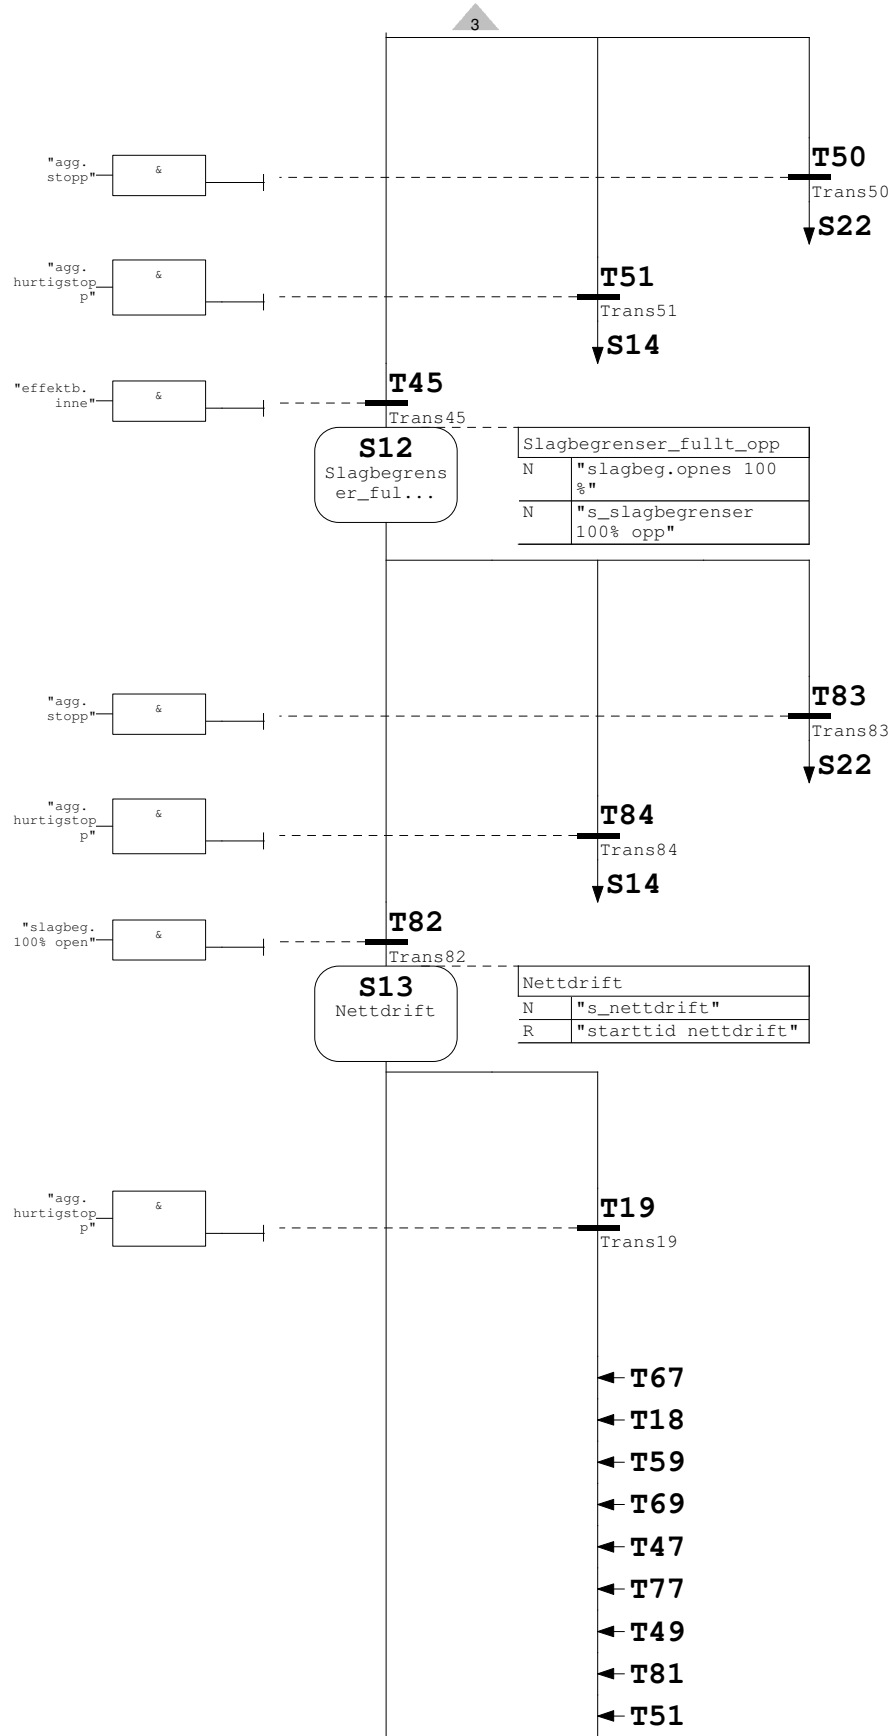 3
T50
"agg.
stopp"
&
Trans50
S22
"agg.
hurtigstop
p"
&
T51
Trans51
S14
T45
"effektb.
inne"
&
Trans45
S12
Slagbegrens
er_ful...
Slagbegrenser_fullt_opp
N "slagbeg.opnes 100
%"
N "s_slagbegrenser
100% opp"
T83
"agg.
stopp"
&
Trans83
S22
"agg.
hurtigstop
p"
&
T84
Trans84
S14
T82
"slagbeg.
100% open"
&
Trans82
S13
Nettdrift
Nettdrift
N "s_nettdrift"
R "starttid nettdrift"
"agg.
hurtigstop
p"
&
T19
Trans19
T67
T18
T59
T69
T47
T77
T49
T81
T51